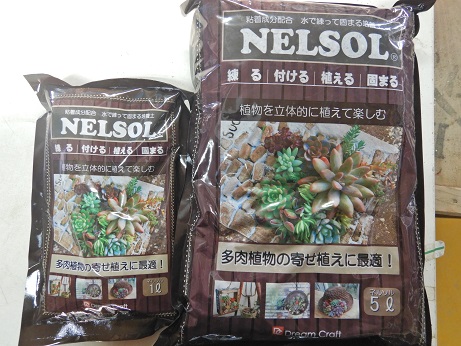 粘着成分配合 水で練って固まる培養土
NELSOL
練る 付ける 植える 固まる
植物を立体的に植えて楽しむ
多肉植物の寄せ植えに最適!
1ℓ
粘着成分配合 水で練って固まる培養土
NELSOL®
練る 付ける 植える 固まる
植物を立体的に植えて楽しむ
多肉植物の寄せ植えに最適!
5ℓ
Dream Craft